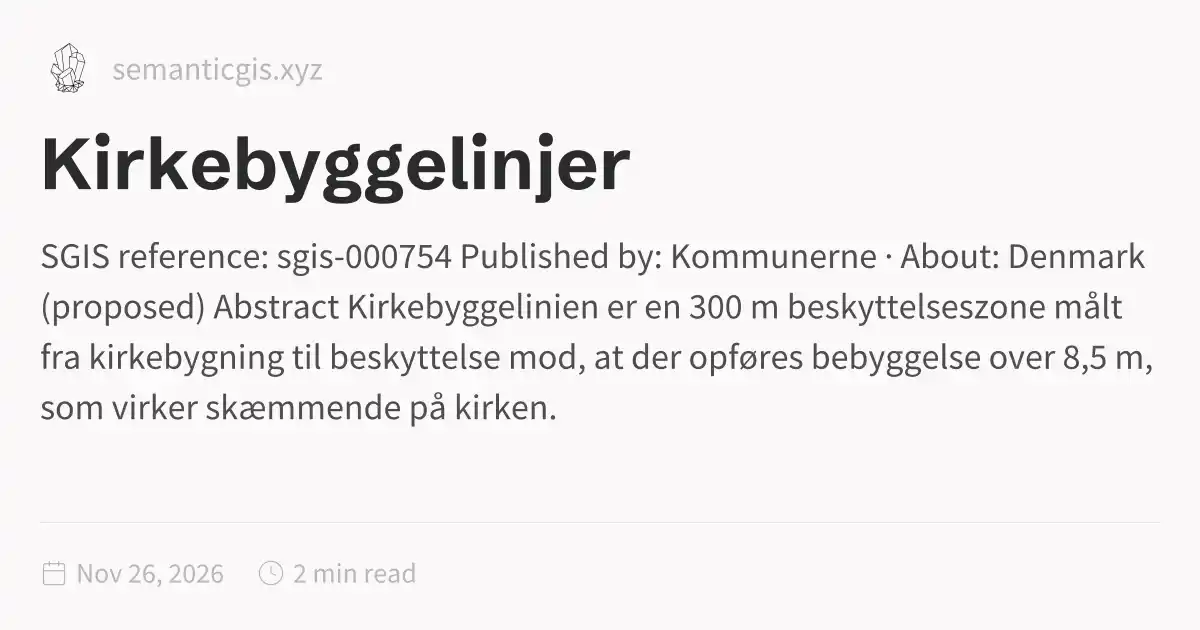 semanticgis.xyz
Kirkebyggelinjer
SGIS reference: sgis-000754 Published by: Kommunerne · About: Denmark
(proposed) Abstract Kirkebyggelinien er en 300 m beskyttelseszone målt
fra kirkebygning til beskyttelse mod, at der opføres bebyggelse over 8,5 m,
som virker skæmmende på kirken.
Nov 26, 2026 2 min read